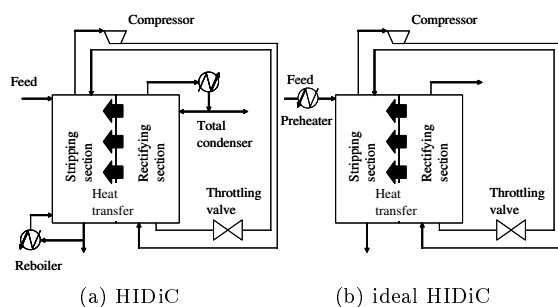 Compressor
Feed
Stripping
section
Rectifying
section
Total
condenser
Heat
transfer
Throttling
valve
Reboiler
(a) HIDiC
Compressor
Feed
Preheater
Stripping
section
Rectifying
section
Heat
transfer
Throttling
valve
(b) ideal HIDiC